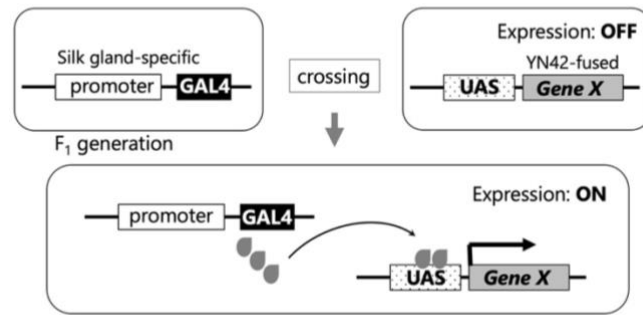 Silk gland-specific
promoter
GAL4
crossing
Expression: OFF
YN42-fused
UAS
Gene X
F₁ generation
Expression: ON
promoter
GAL4
UAS
Gene X